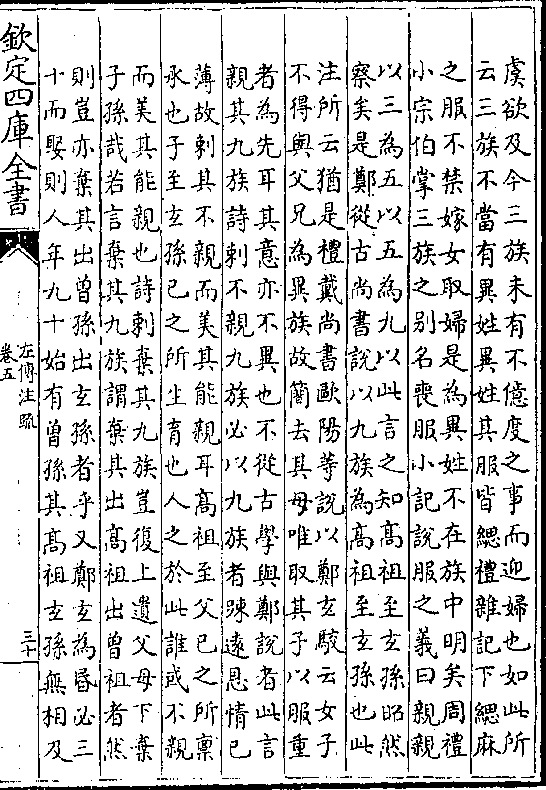 虞欲及今三族未有不億度之事而迎婦也如此所
云三族不當有異姓異姓其服皆緦禮雜記下緦麻
之服不禁嫁女取婦是為異姓不在族中明矣周禮
小宗伯掌三族之别名喪服小記說服之義曰親親
以三為五以五為九以此言之知髙祖至玄孫昭然
察矣是鄭從古尚書說以九族為髙祖至玄孫也此
注所云猶是禮戴尚書歐陽等說以鄭玄駁云女子
不得與父兄為異族故簡去其母唯取其子以服重
者為先耳其意亦不異也不從古學與鄭說者此言
親其九族詩刺不親九族必以九族者踈遠恩情已
薄故刺其不親而美其能親耳髙祖至父已之所禀
承也子至玄孫已之所生育也人之於此誰或不親
而美其能親也詩刺棄其九族豈復上遺父母下棄
子孫哉若言棄其九族謂棄其出髙祖出曾祖者然
則豈亦棄其出曾孫出玄孫者乎又鄭玄為昏必三
十而娶則人年九十始有曾孫其髙祖玄孫無相及
欽定四庫全書
左傳注疏
卷五
三十